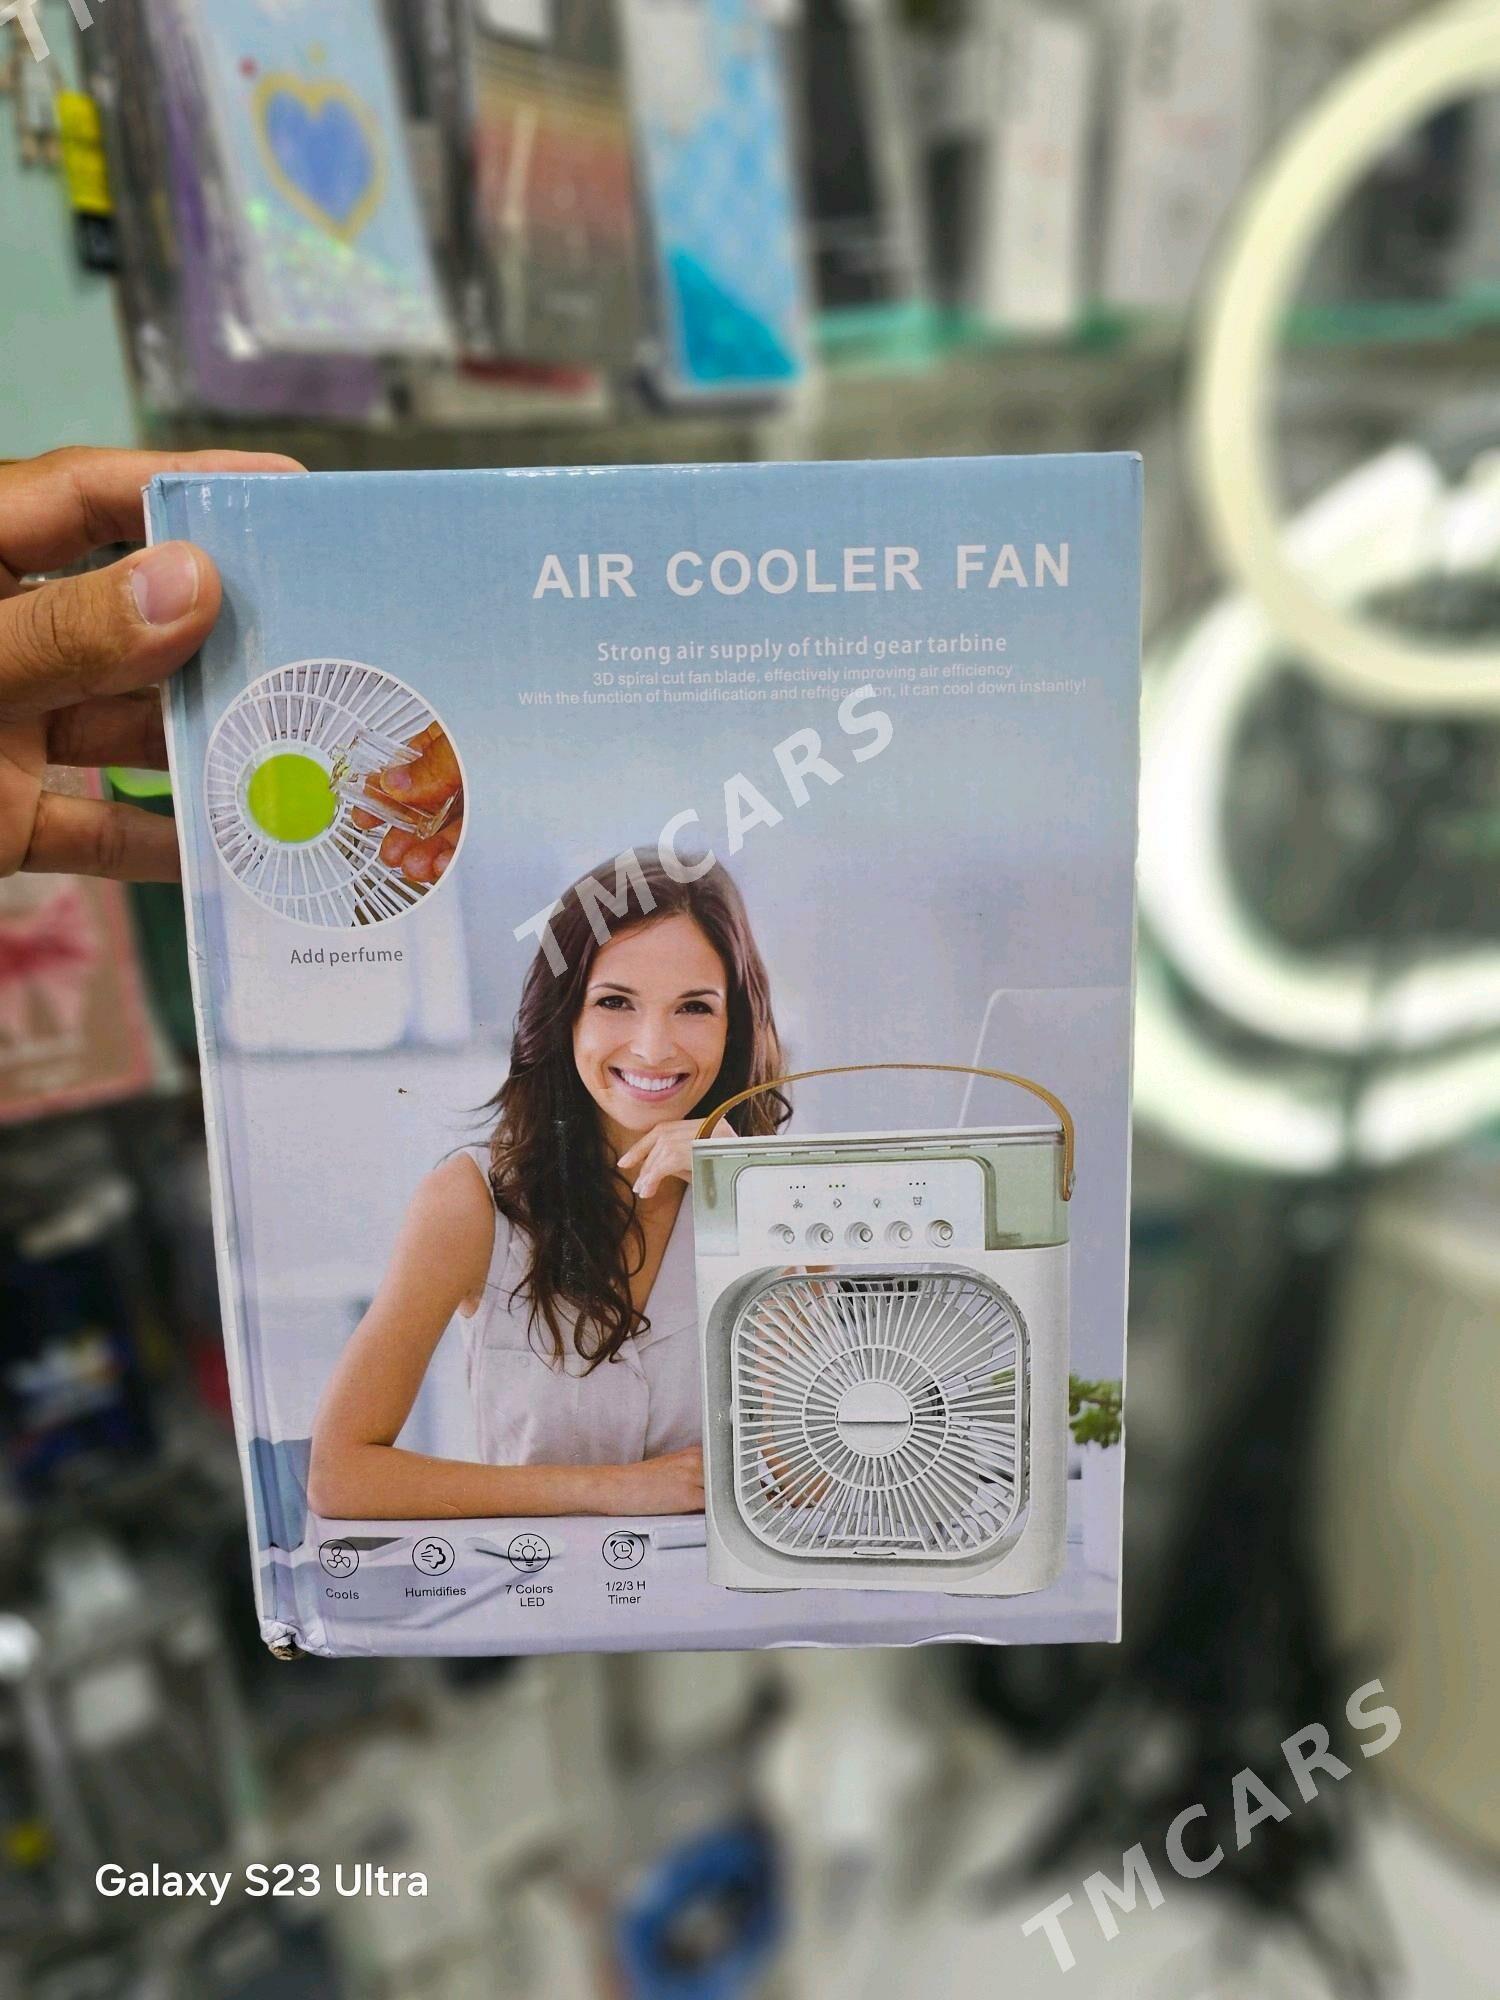 AIR COOLER FAN
Strong air supply of third gear tarbine
3D spiral cut fan blade, effectively improving air efficiency
With the function of humidification and refrigeration, it can cool down instantly!
Add perfume
TMCARS
Cools
Humidifies
7 Colors
LED
1/2/3 H
Timer
TMCARS
Galaxy S23 Ultra